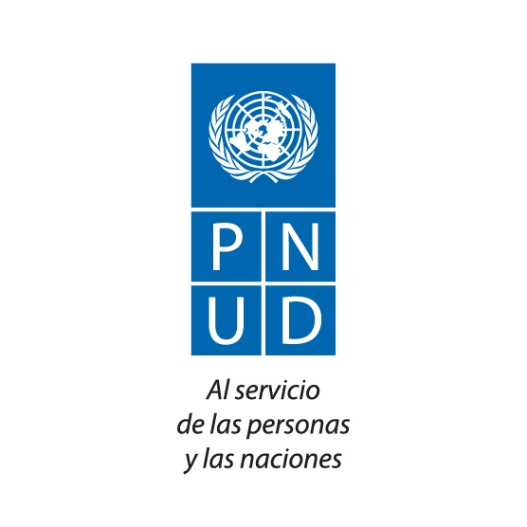 P N
U D
Al servicio
de las personas
y las naciones